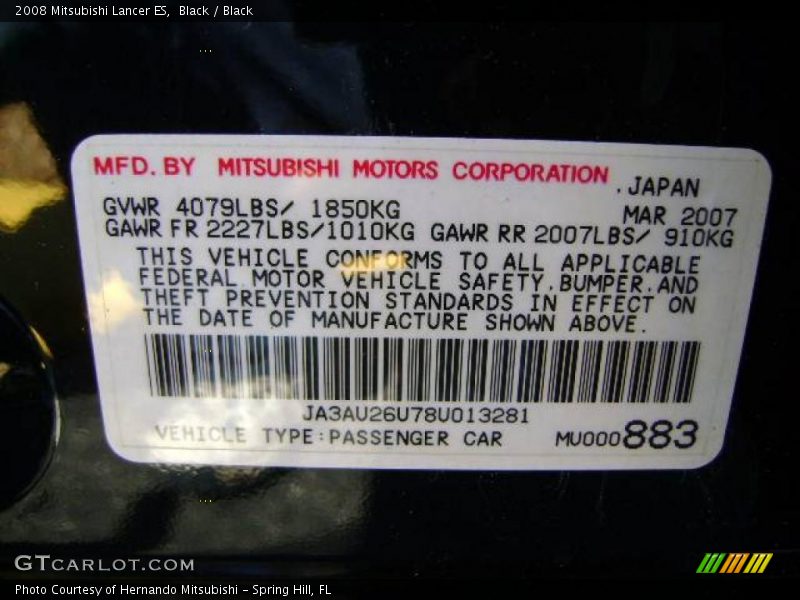 2008 Mitsubishi Lancer ES,  Black / Black
MFD. BY MITSUBISHI MOTORS CORPORATION
.JAPAN
GVWR 4079LBS/ 1850KG
MAR 2007
GAWR FR 2227LBS/1010KG GAWR RR 2007LBS/ 910KG
THIS VEHICLE CONFORMS TO ALL APPLICABLE
FEDERAL MOTOR VEHICLE SAFETY.BUMPER.AND
THEFT PREVENTION STANDARDS IN EFFECT ON
THE DATE OF MANUFACTURE SHOWN ABOVE.
JA3AU26U78U013281
VEHICLE TYPE:PASSENGER CAR
MU000883
GTCARLOT.COM
Photo Courtesy of Hernando Mitsubishi - Spring Hill, FL